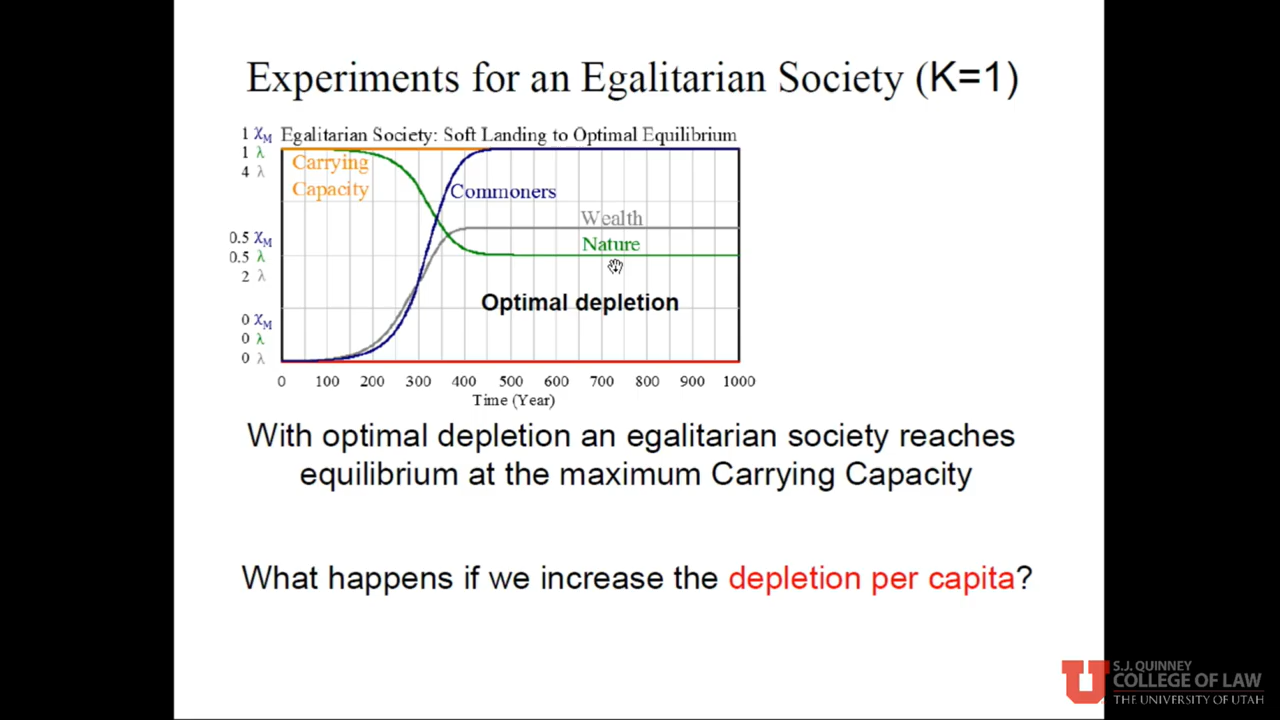 Experiments for an Egalitarian Society (K=1)
Egalitarian Society: Soft Landing to Optimal Equilibrium
1 χM
1 λ
4 λ
Carrying
Capacity
Commoners
Wealth
0.5 χM
0.5 λ
2 λ
Nature
Optimal depletion
0 χM
0 λ
0 λ
0 100 200 300 400 500 600 700 800 900 1000
Time (Year)
With optimal depletion an egalitarian society reaches
equilibrium at the maximum Carrying Capacity
What happens if we increase the depletion per capita?
U
S.J. QUINNEY
COLLEGE OF LAW
THE UNIVERSITY OF UTAH